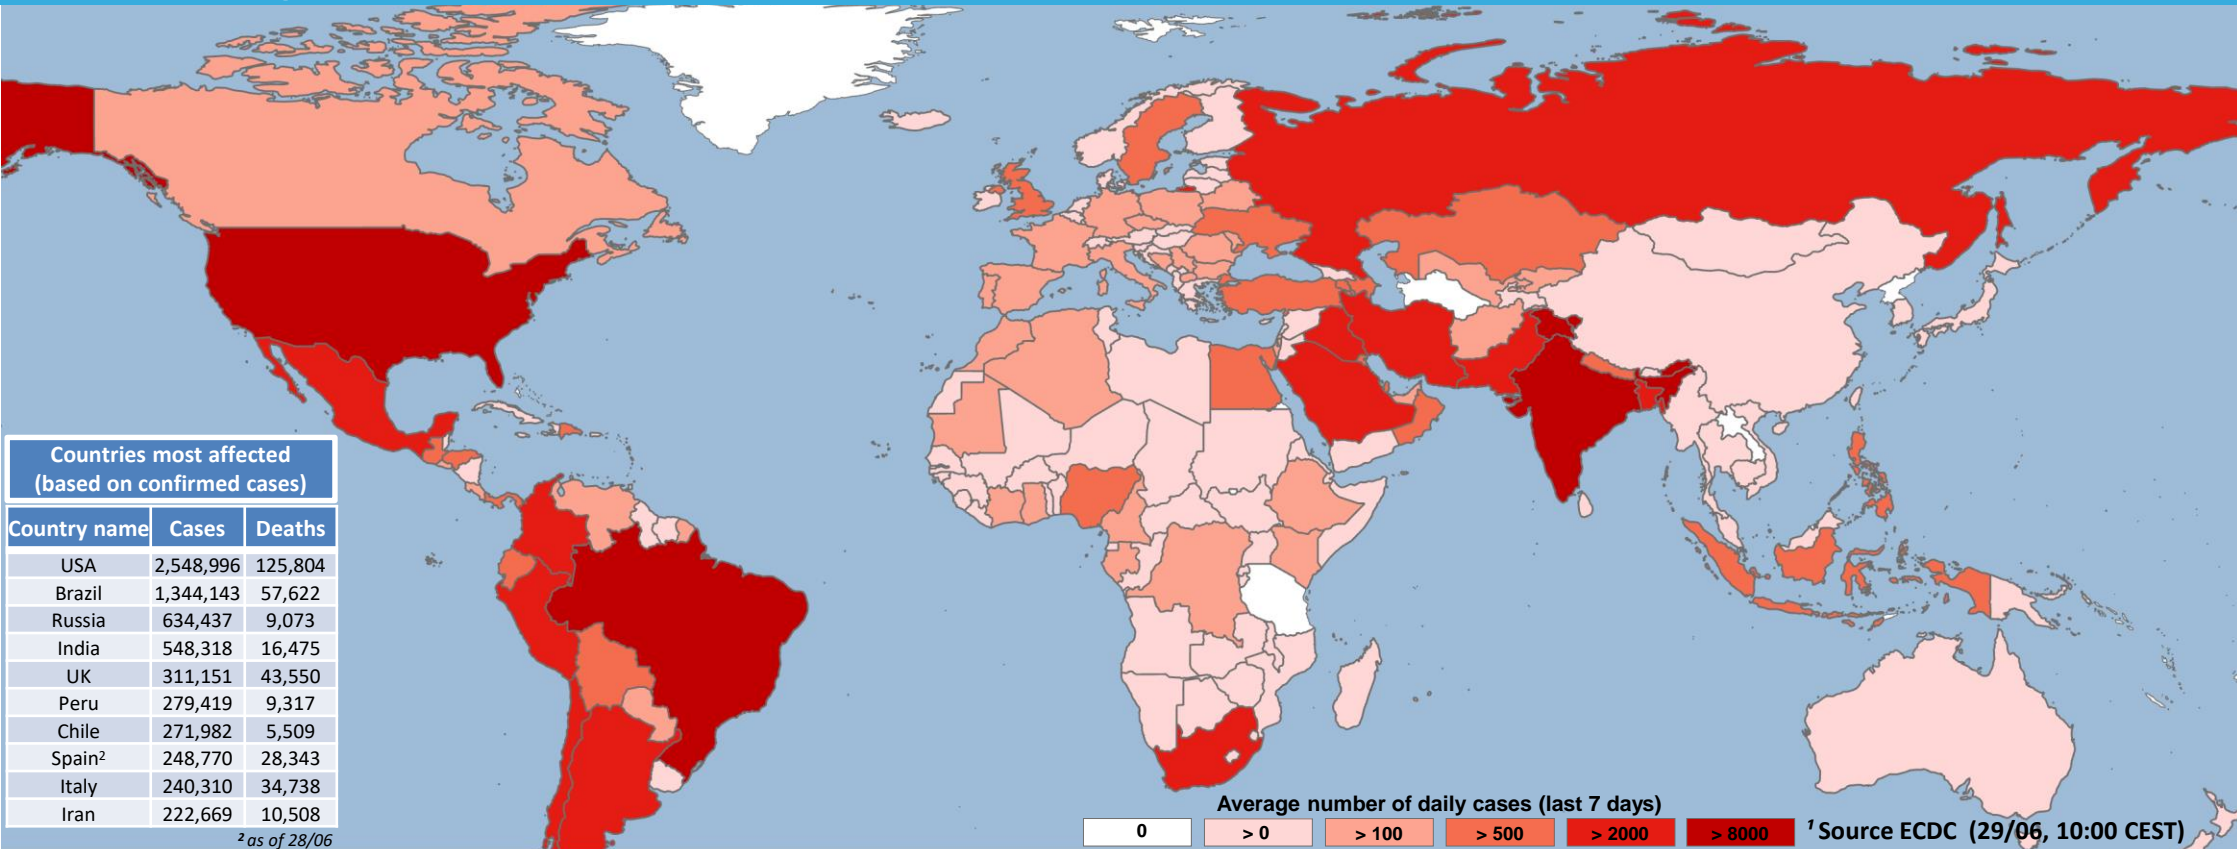 Countries most affected
(based on confirmed cases)
Country name Cases Deaths
USA 2,548,996 125,804
Brazil 1,344,143 57,622
Russia 634,437 9,073
India 548,318 16,475
UK 311,151 43,550
Peru 279,419 9,317
Chile 271,982 5,509
Spain² 248,770 28,343
Italy 240,310 34,738
Iran 222,669 10,508
² as of 28/06
Average number of daily cases (last 7 days)
0 > 0 > 100 > 500 > 2000 > 8000
¹ Source ECDC (29/06, 10:00 CEST)